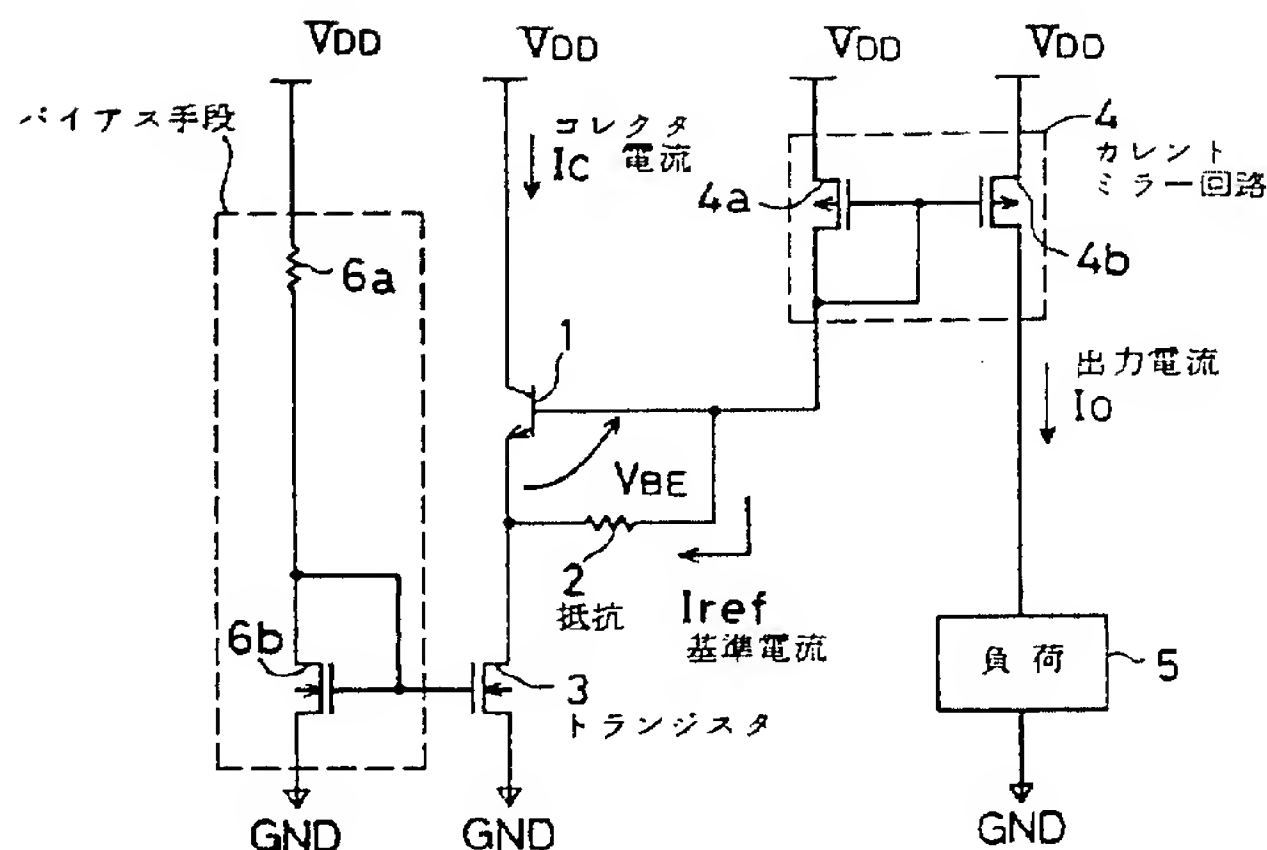 VDD
VDD
VDD
VDD
バイアス手段
コレクタ
IC 電流
4
カレント
ミラー回路
4a
4b
6a
1
出力電流
IO
VBE
2
抵抗
Iref
基準電流
6b
3
トランジスタ
負荷
5
GND
GND
GND